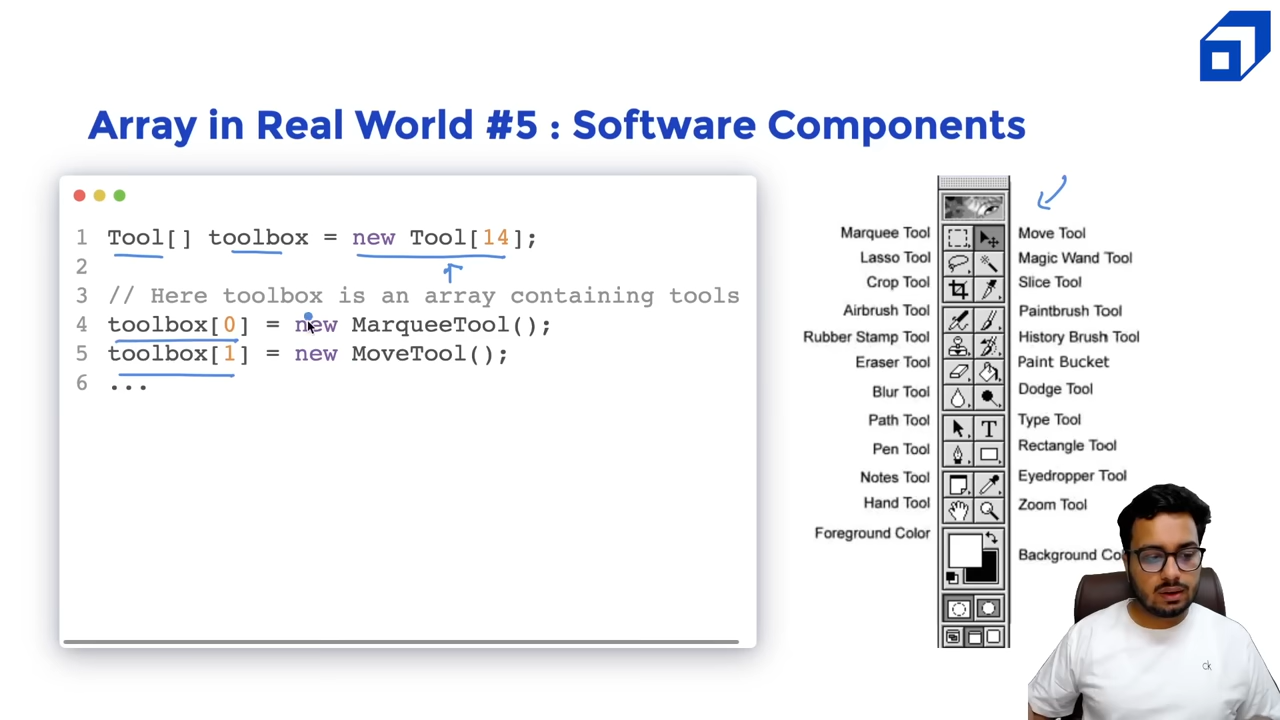 Array in Real World #5 : Software Components
1 Tool[] toolbox = new Tool[14];
2
3 // Here toolbox is an array containing tools
4 toolbox[0] = new MarqueeTool();
5 toolbox[1] = new MoveTool();
6 ...
Marquee Tool Move Tool
Lasso Tool Magic Wand Tool
Crop Tool Slice Tool
Airbrush Tool Paintbrush Tool
Rubber Stamp Tool History Brush Tool
Eraser Tool Paint Bucket
Blur Tool Dodge Tool
Path Tool T Type Tool
Pen Tool Rectangle Tool
Notes Tool Eyedropper Tool
Hand Tool Zoom Tool
Foreground Color
Background Co
ck